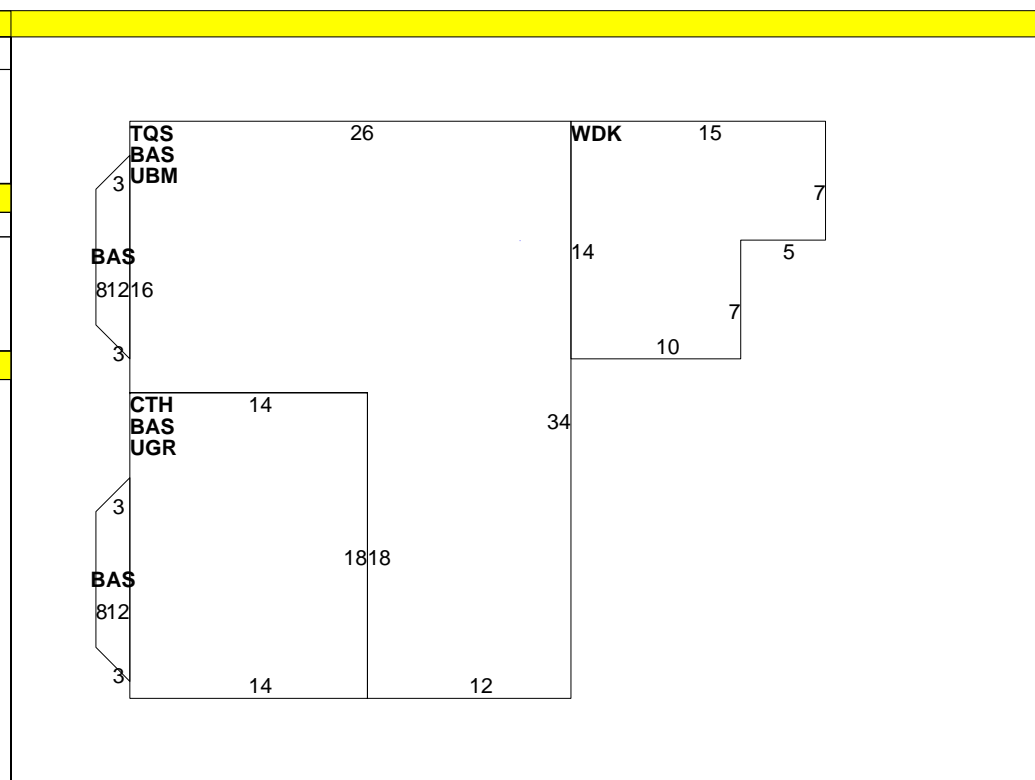 TQS 26 WDK 15
BAS
UBM
3
7
BAS 14 5
81216
7
3 10
CTH 14
BAS 34
UGR
3
1818
BAS
812
3 14 12